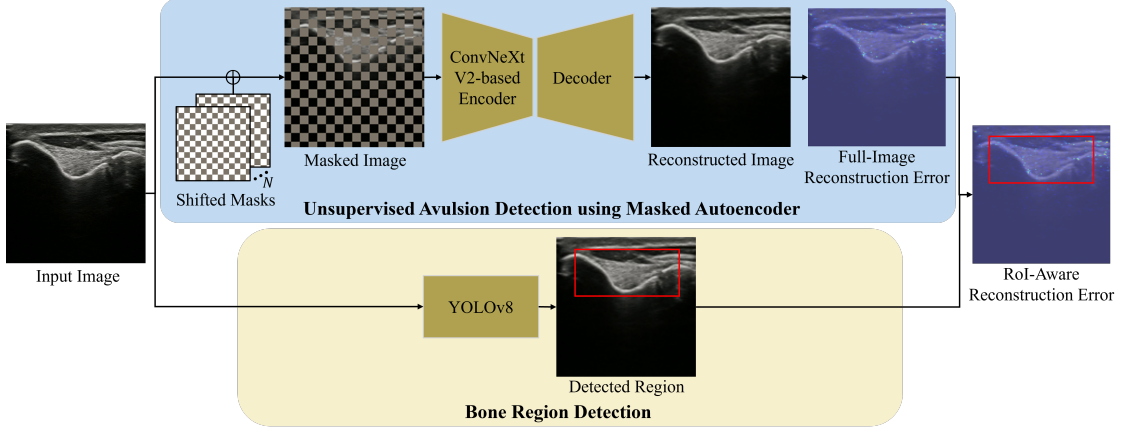 Input Image
N
Shifted Masks
Masked Image
ConvNeXt
V2-based
Encoder
Decoder
Reconstructed Image
Full-Image
Reconstruction Error
Unsupervised Avulsion Detection using Masked Autoencoder
YOLOv8
Detected Region
Bone Region Detection
RoI-Aware
Reconstruction Error